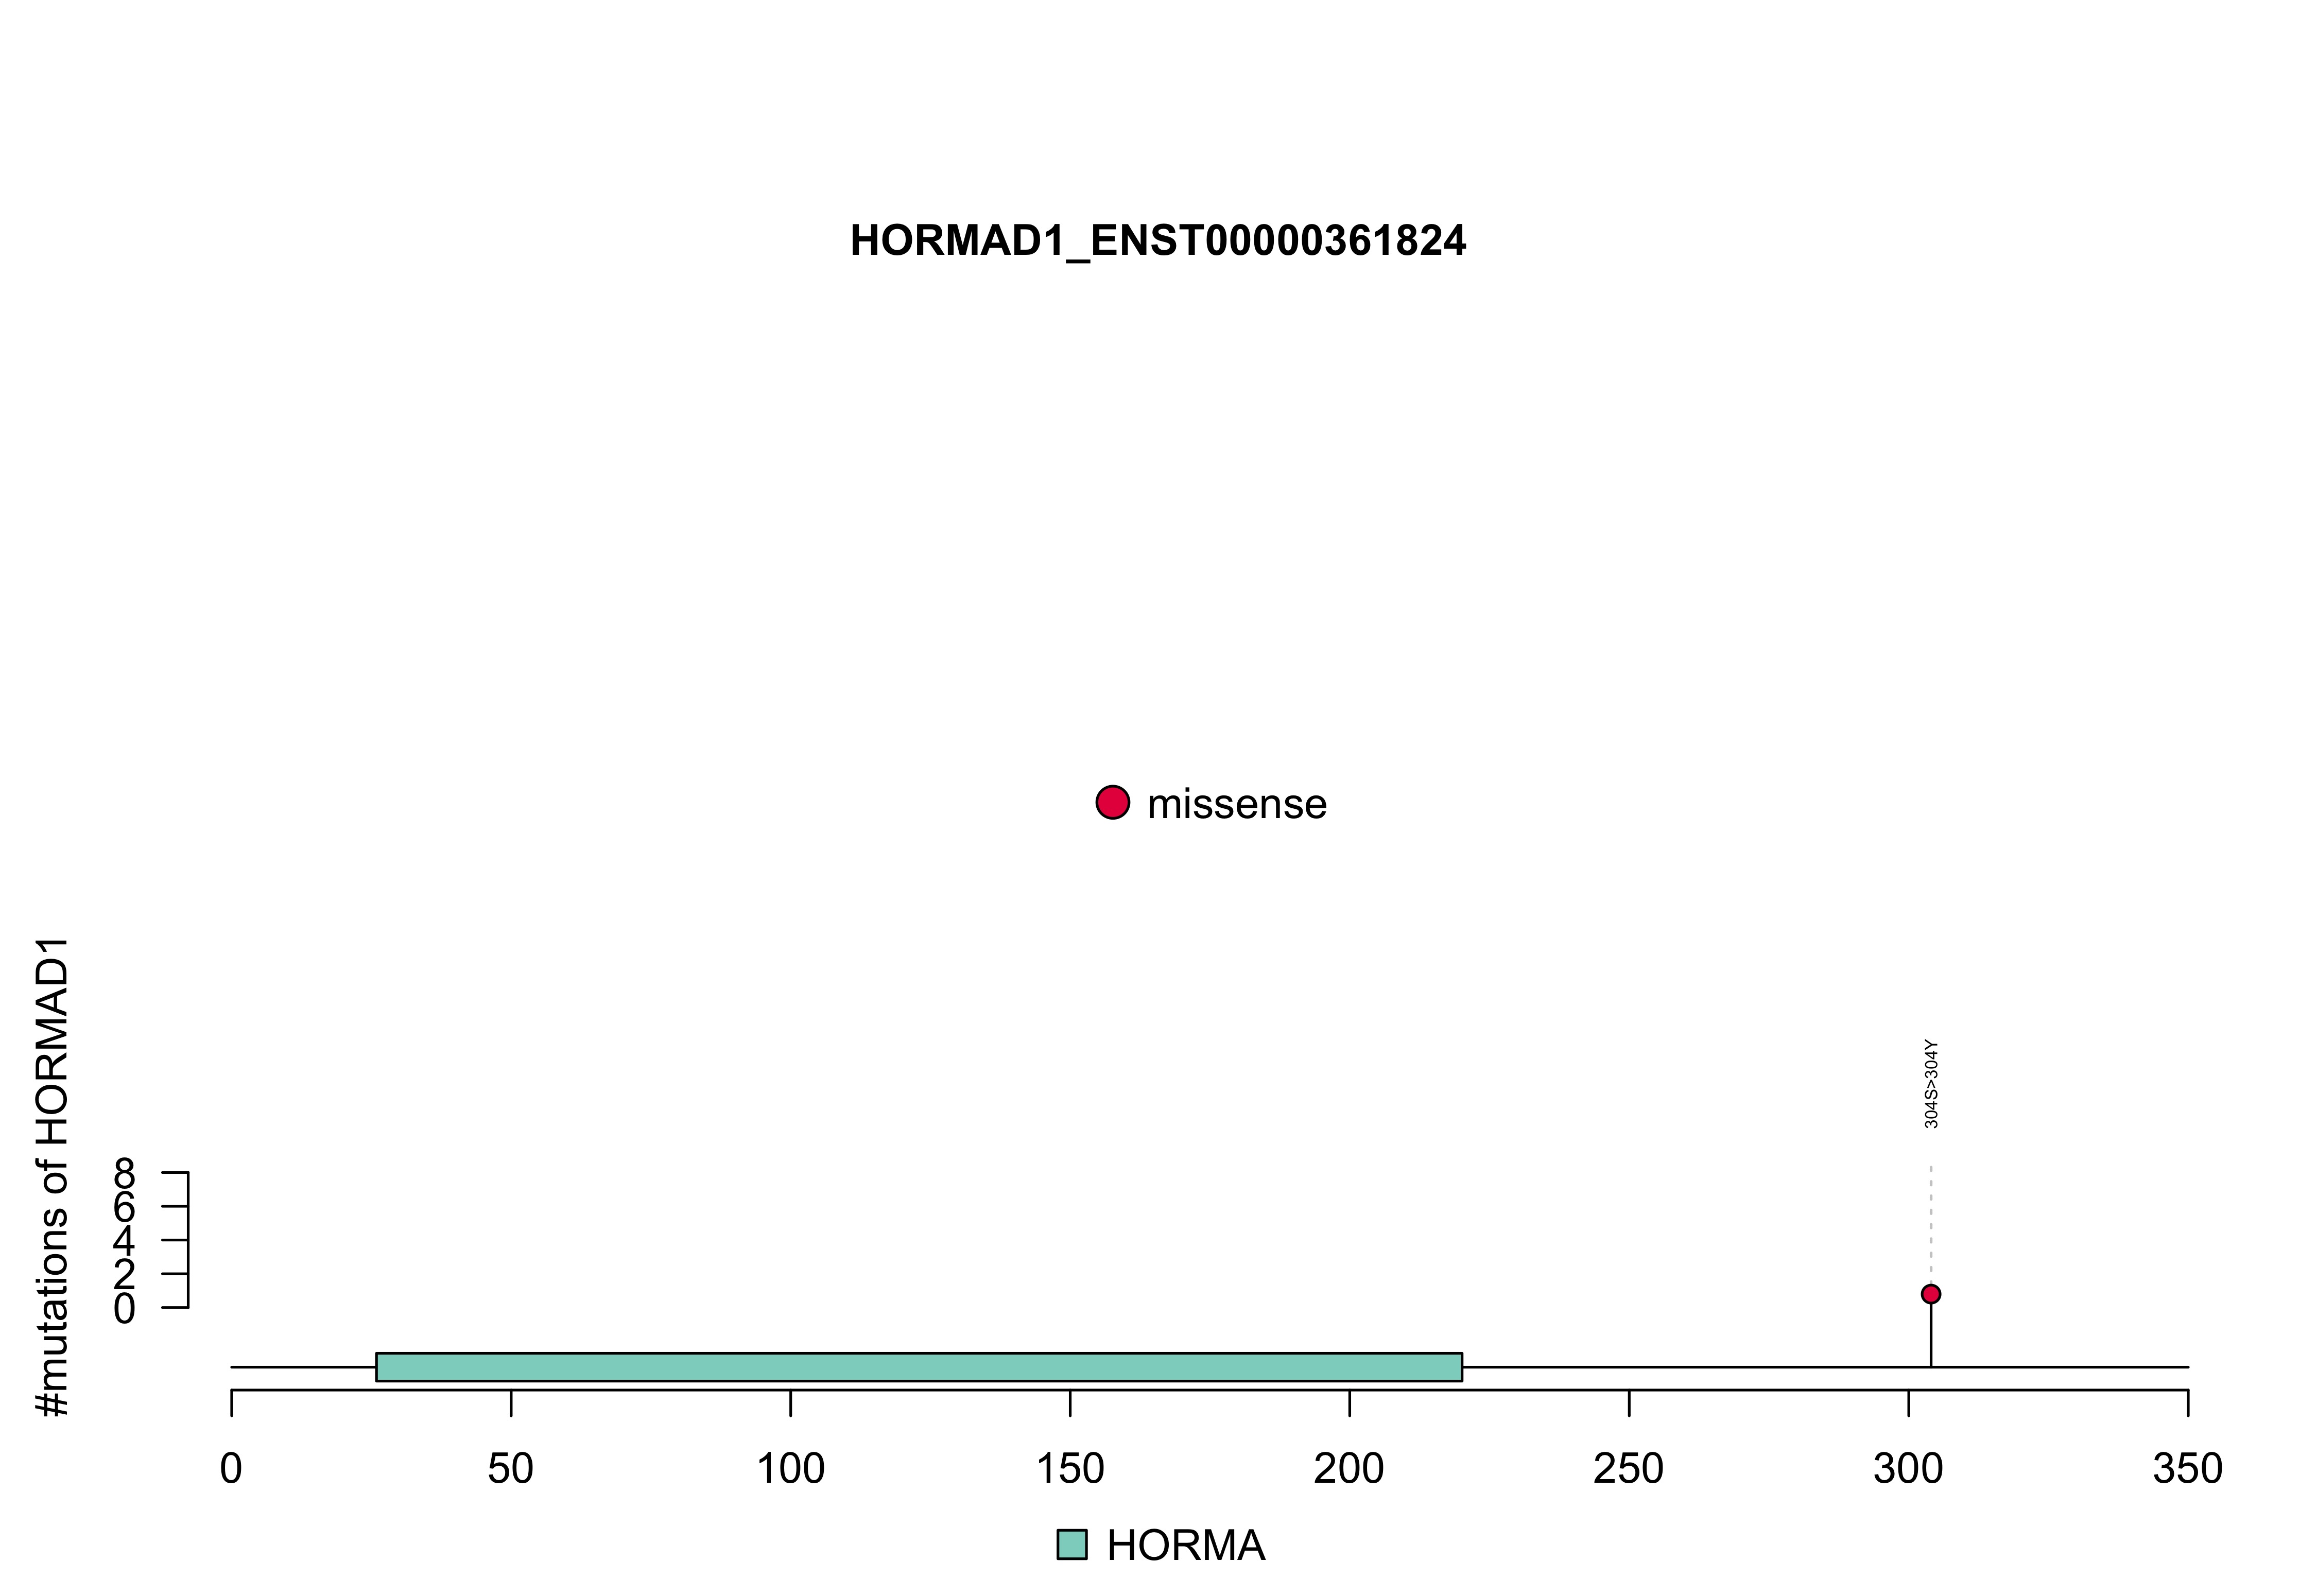 HORMAD1_ENST00000361824
missense
#mutations of HORMAD1
304S>304Y
8
6
4
2
0
0 50 100 150 200 250 300 350
HORMA